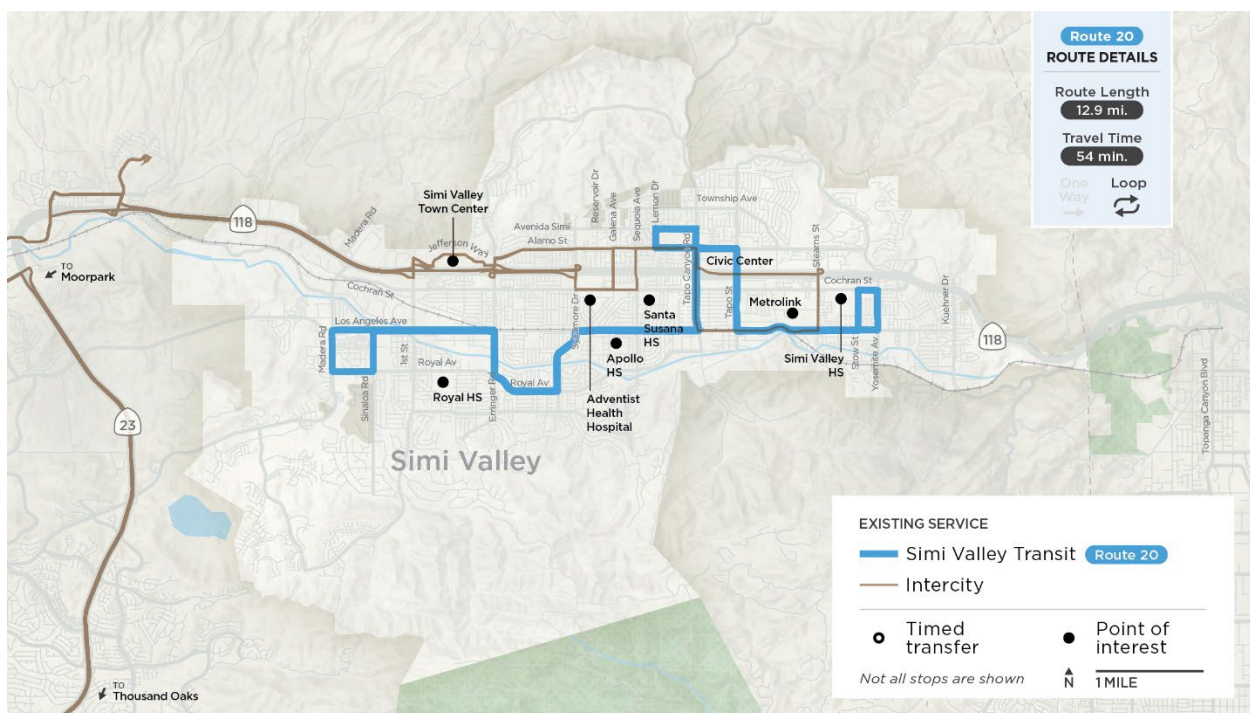 Route 20
ROUTE DETAILS
Route Length
12.9 mi.
Travel Time
54 min.
One
Way
Loop
118
TO
Moorpark
23
TO
Thousand Oaks
Simi Valley
Town Center
Madera Rd
Jefferson Way
Avenida Simi
Alamo St
Reservoir Dr
Galena Ave
Sequoia Ave
Lemon Dr
Township Ave
Tapo Canyon Rd
Civic Center
Stearns St
Cochran St
Cochran St
Los Angeles Ave
Madera Rd
Sinaloa Rd
1st St
Royal Av
Royal HS
Erringer Rd
Royal Av
Sycamore Dr
Adventist
Health
Hospital
Apollo
HS
Santa
Susana
HS
Tapo St
Metrolink
Simi Valley
HS
Stow St
Yosemite Av
Kuehner Dr
118
Topanga Canyon Blvd
Simi Valley
EXISTING SERVICE
Simi Valley Transit Route 20
Intercity
Timed
transfer
Point of
interest
Not all stops are shown
N
1 MILE